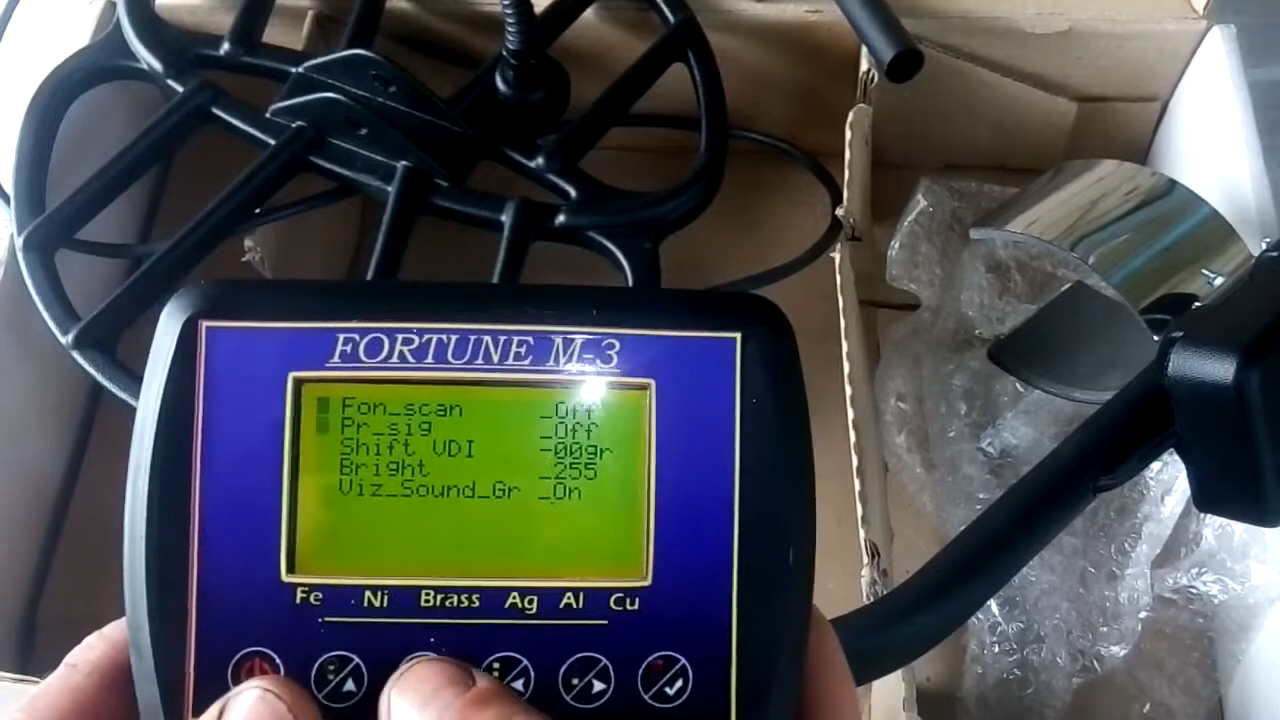 FORTUNE M-3
Fon_scan _Off
Pr_sig _Off
Shift VDI -00gr
Bright _255
Viz_Sound_Gr _On
Fe Ni Brass Ag Al Cu